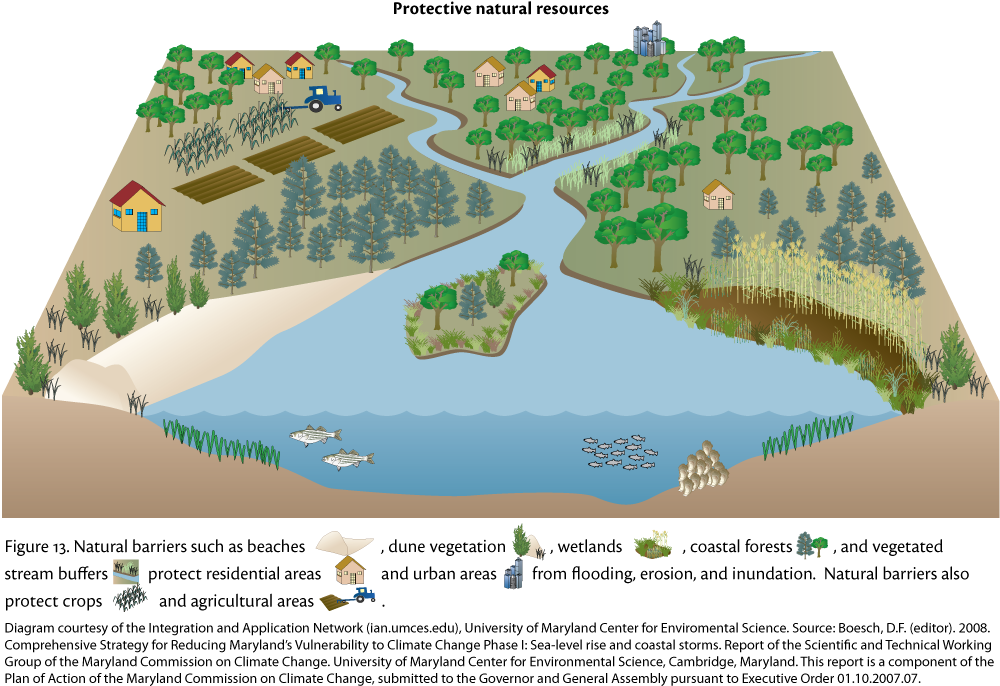 Protective natural resources
Figure 13. Natural barriers such as beaches , dune vegetation , wetlands , coastal forests , and vegetated
stream buffers protect residential areas and urban areas from flooding, erosion, and inundation. Natural barriers also
protect crops and agricultural areas .
Diagram courtesy of the Integration and Application Network (ian.umces.edu), University of Maryland Center for Enviromental Science. Source: Boesch, D.F. (editor). 2008.
Comprehensive Strategy for Reducing Maryland's Vulnerability to Climate Change Phase I: Sea-level rise and coastal storms. Report of the Scientific and Technical Working
Group of the Maryland Commission on Climate Change. University of Maryland Center for Environmental Science, Cambridge, Maryland. This report is a component of the
Plan of Action of the Maryland Commission on Climate Change, submitted to the Governor and General Assembly pursuant to Executive Order 01.10.2007.07.